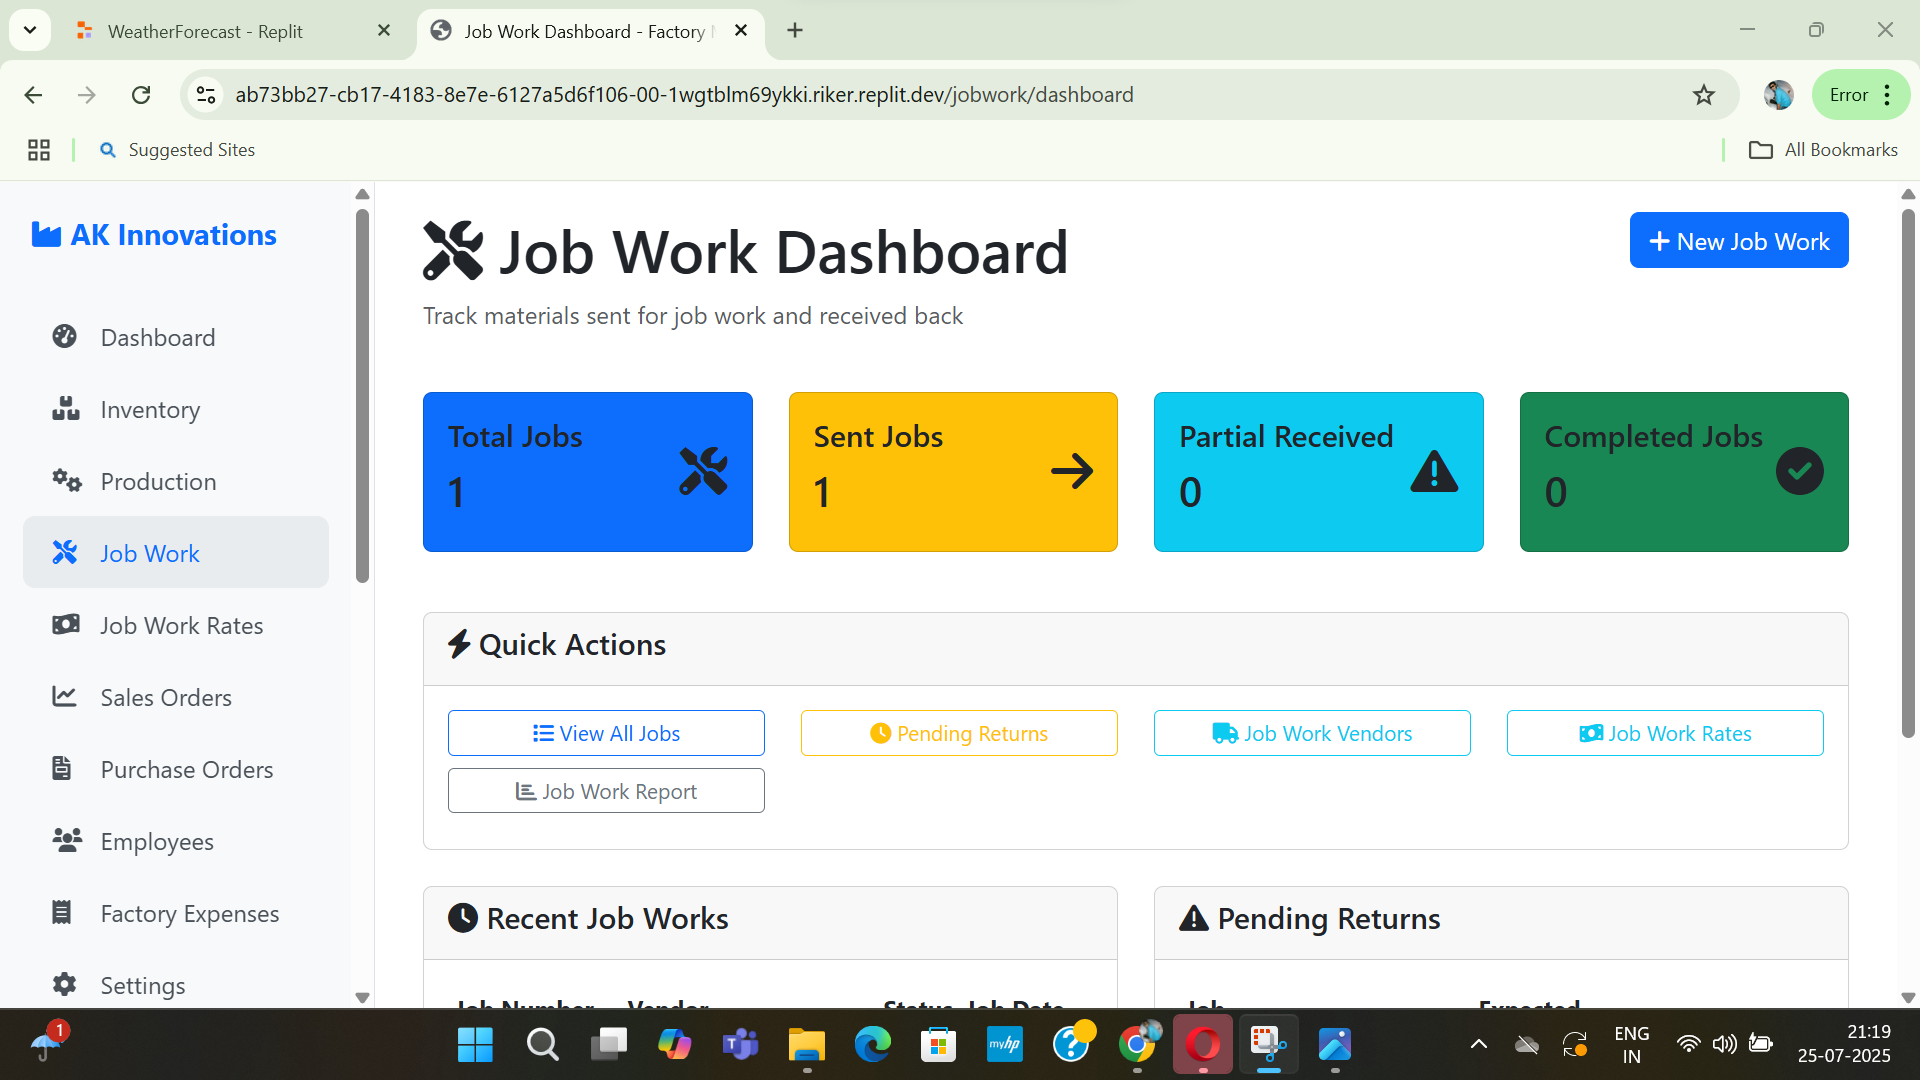 WeatherForecast - Replit
Job Work Dashboard - Factory
ab73bb27-cb17-4183-8e7e-6127a5d6f106-00-1wgtblm69ykki.riker.replit.dev/jobwork/dashboard
Error
Suggested Sites
All Bookmarks
AK Innovations
Dashboard
Inventory
Production
Job Work
Job Work Rates
Sales Orders
Purchase Orders
Employees
Factory Expenses
Settings
Job Work Dashboard
New Job Work
Track materials sent for job work and received back
Total Jobs
1
Sent Jobs
1
Partial Received
0
Completed Jobs
0
Quick Actions
View All Jobs
Pending Returns
Job Work Vendors
Job Work Rates
Job Work Report
Recent Job Works
Job Number Vendor Status Job Date
Pending Returns
Job Expected
1
myhp
ENG
IN
21:19
25-07-2025